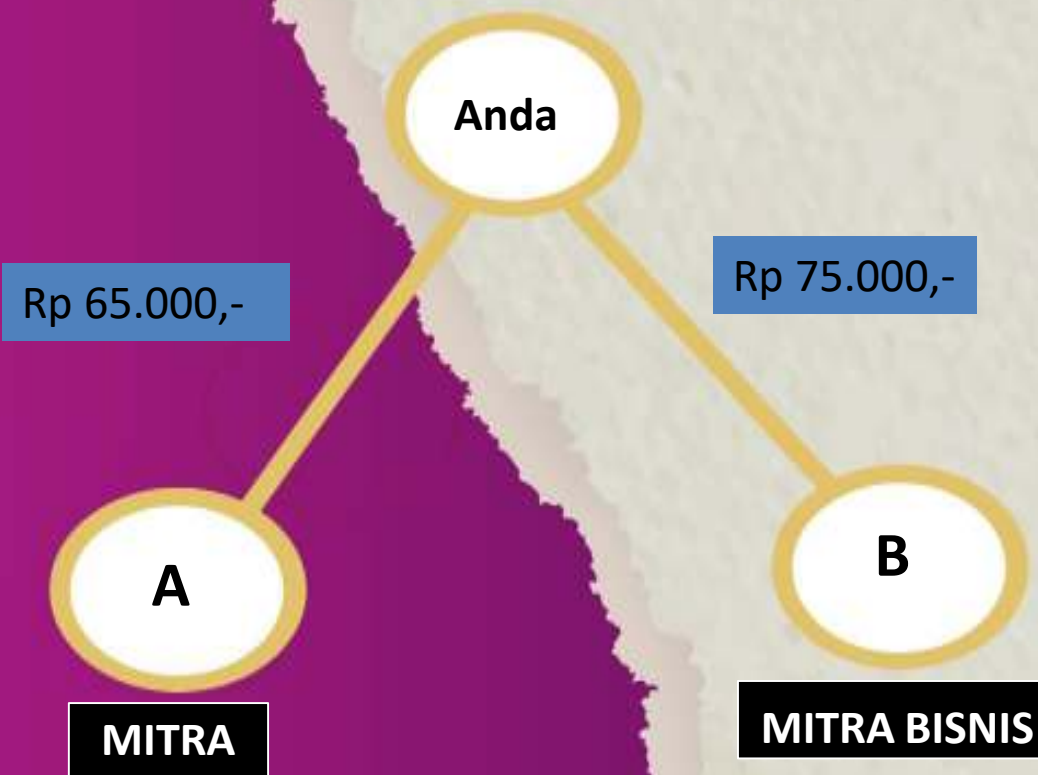 Anda
Rp 75.000,-
Rp 65.000,-
A
B
MITRA
MITRA BISNIS